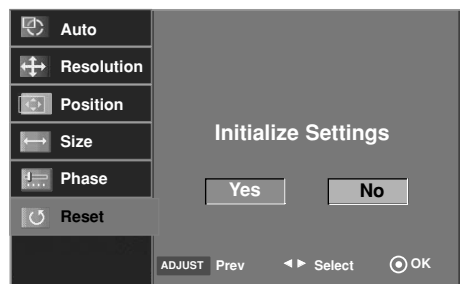 Auto
Resolution
Position
Size
Phase
Reset
Initialize Settings
Yes No
ADJUST Prev ◄► Select OK